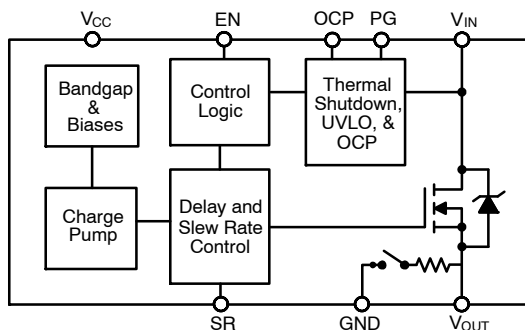 VCC
EN
OCP
PG
VIN
Bandgap
&
Biases
Control
Logic
Thermal
Shutdown,
UVLO, &
OCP
Charge
Pump
Delay and
Slew Rate
Control
SR
GND
VOUT